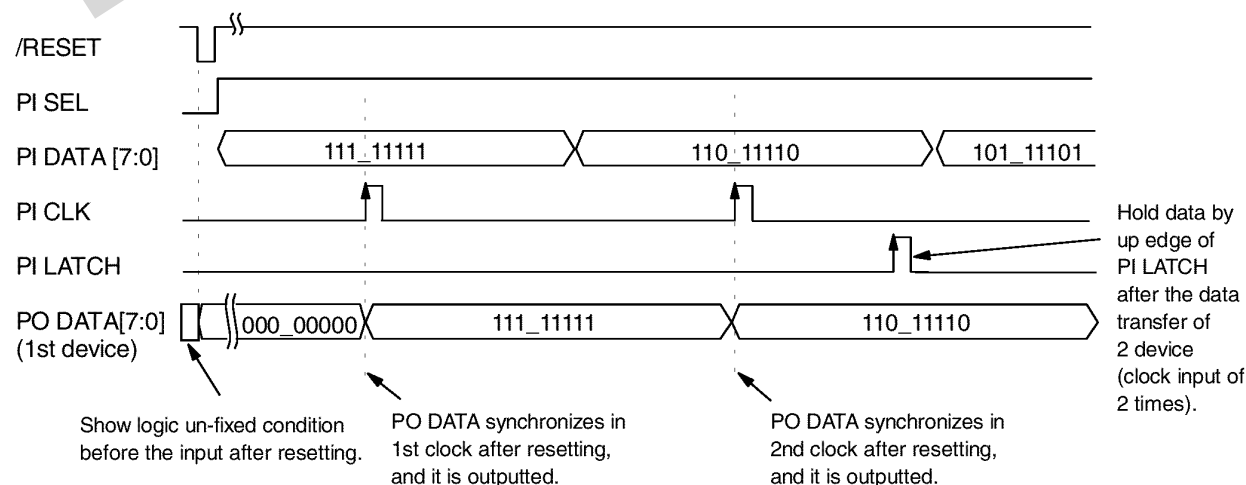 /RESET
PI SEL
PI DATA [7:0]
111_11111
110_11110
101_11101
PI CLK
PI LATCH
PO DATA[7:0]
(1st device)
000_00000
111_11111
110_11110
Hold data by
up edge of
PI LATCH
after the data
transfer of
2 device
(clock input of
2 times).
Show logic un-fixed condition
before the input after resetting.
PO DATA synchronizes in
1st clock after resetting,
and it is outputted.
PO DATA synchronizes in
2nd clock after resetting,
and it is outputted.